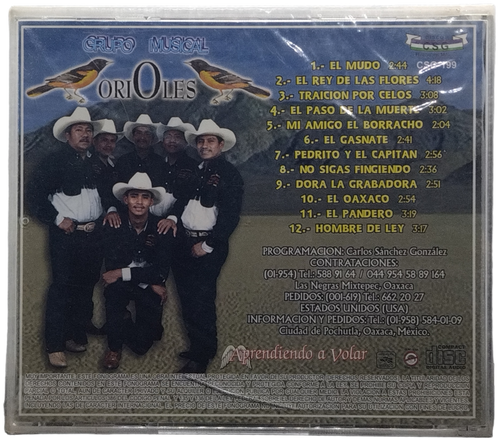 GRUPO MUSICAL
ORIOLES
CSG
1.- EL MUDO 2:44 CSG-199
2.- EL REY DE LAS FLORES 4:18
3.- TRAICION POR CELOS 3:08
4.- EL PASO DE LA MUERTE 3:02
5.- MI AMIGO EL BORRACHO 2:04
6.- EL GASNATE 2:41
7.- PEDRITO Y EL CAPITAN 2:56
8.- NO SIGAS FINGIENDO 2:36
9.- DORA LA GRABADORA 2:51
10.- EL OAXACO 2:54
11.- EL PANDERO 3:19
12.- HOMBRE DE LEY 3:17
PROGRAMACION: Carlos Sánchez González
CONTRATACIONES:
(01-954) Tel.: 588 91 64 / 044 954 58 89 164
Las Negras Mixtepec, Oaxaca
PEDIDOS: (001-619) Tel.: 662 20 27
ESTADOS UNIDOS (USA)
INFORMACION Y PEDIDOS: Tel.: (01-958) 584-01-09
Ciudad de Pochutla, Oaxaca, México.
Aprendiendo a Volar
COMPACT
disc